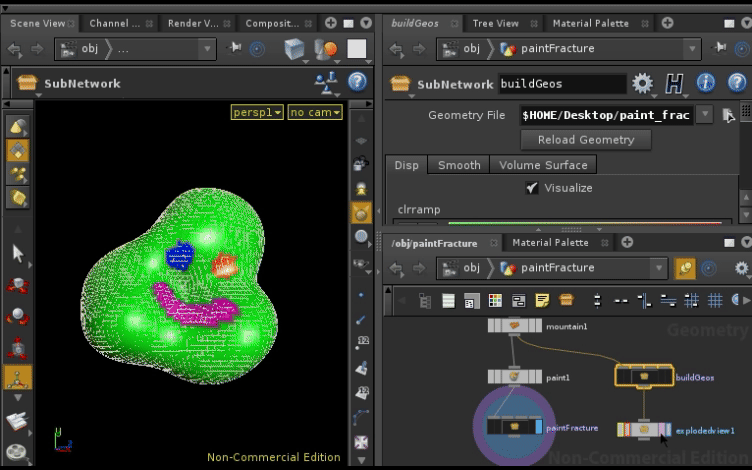 Scene View
Channel ...
Render V...
Composit...
obj
...
SubNetwork
persp1
no cam
12
12
Non-Commercial Edition
buildGeos
Tree View
Material Palette
obj
paintFracture
SubNetwork
buildGeos
Geometry File
$HOME/Desktop/paint_frac
Reload Geometry
Disp
Smooth
Volume Surface
Visualize
clrramp
/obj/paintFracture
Material Palette
obj
paintFracture
Geometry
mountain1
paint1
buildGeos
paintFracture
explodedview1
Non-Commercial Edition